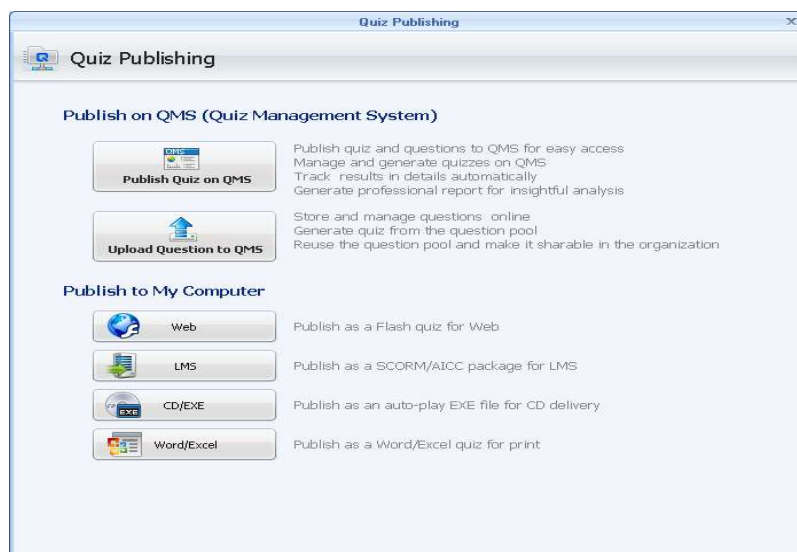 Quiz Publishing
Quiz Publishing
Publish on QMS (Quiz Management System)
QMS
Publish Quiz on QMS
Publish quiz and questions to QMS for easy access
Manage and generate quizzes on QMS
Track results in details automatically
Generate professional report for insightful analysis
Upload Question to QMS
Store and manage questions online
Generate quiz from the question pool
Reuse the question pool and make it sharable in the organization
Publish to My Computer
Web
Publish as a Flash quiz for Web
LMS
Publish as a SCORM/AICC package for LMS
EXE
CD/EXE
Publish as an auto-play EXE file for CD delivery
Word/Excel
Publish as a Word/Excel quiz for print